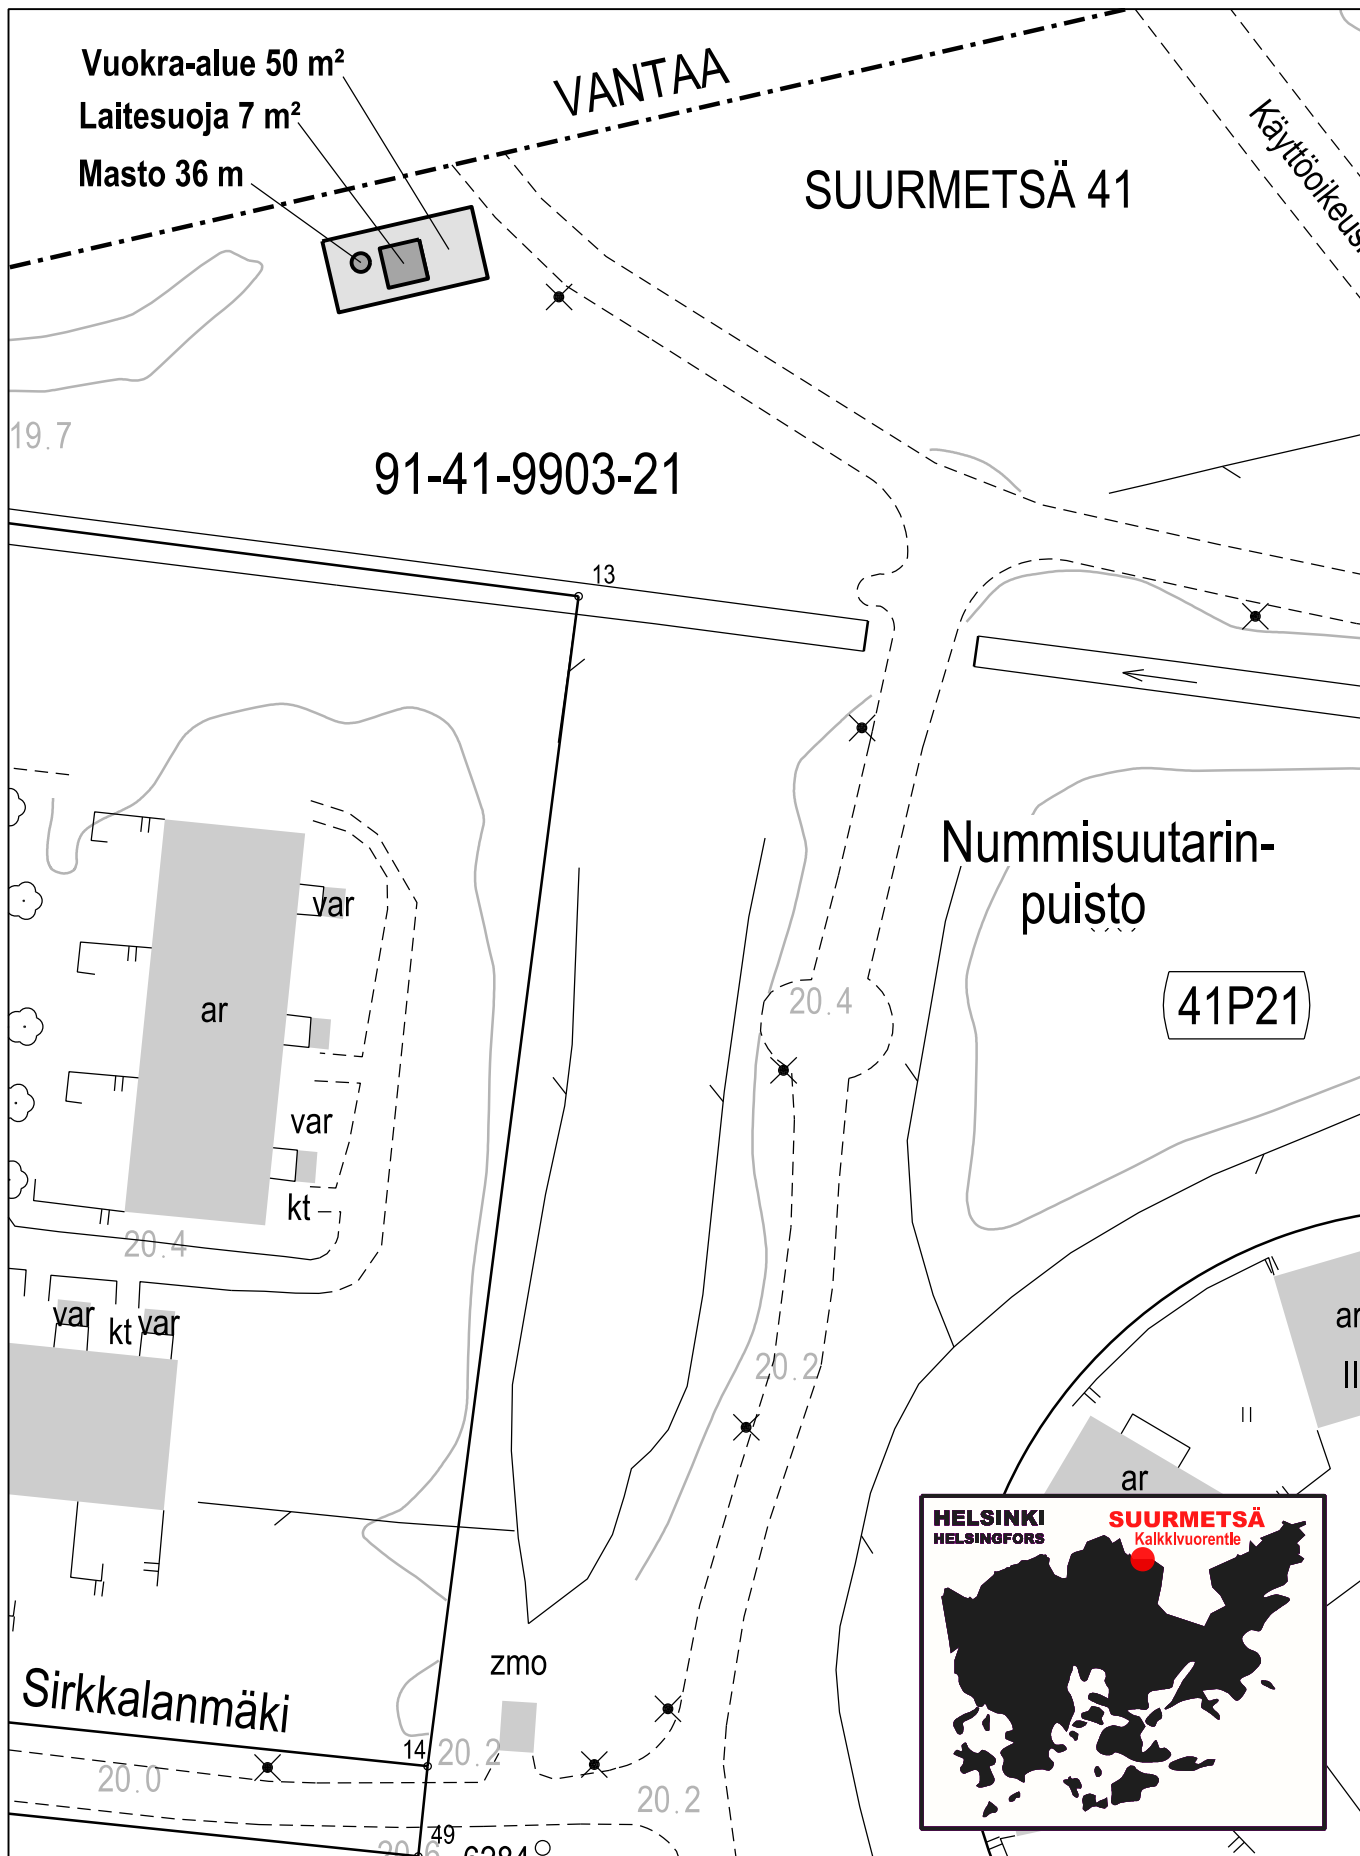 Vuokra-alue 50 m²
Laitesuoja 7 m²
Masto 36 m
VANTAA
SUURMETSÄ 41
19.7
91-41-9903-21
13
Nummisuutarin-
puisto
41P21
20.4
var
ar
var
kt
20.4
var
kt
var
20.2
ar
II
ar
HELSINKI
HELSINGFORS
SUURMETSÄ
Kalkkivuorentie
zmo
Sirkkalanmäki
14
20.2
20.0
20.2
49